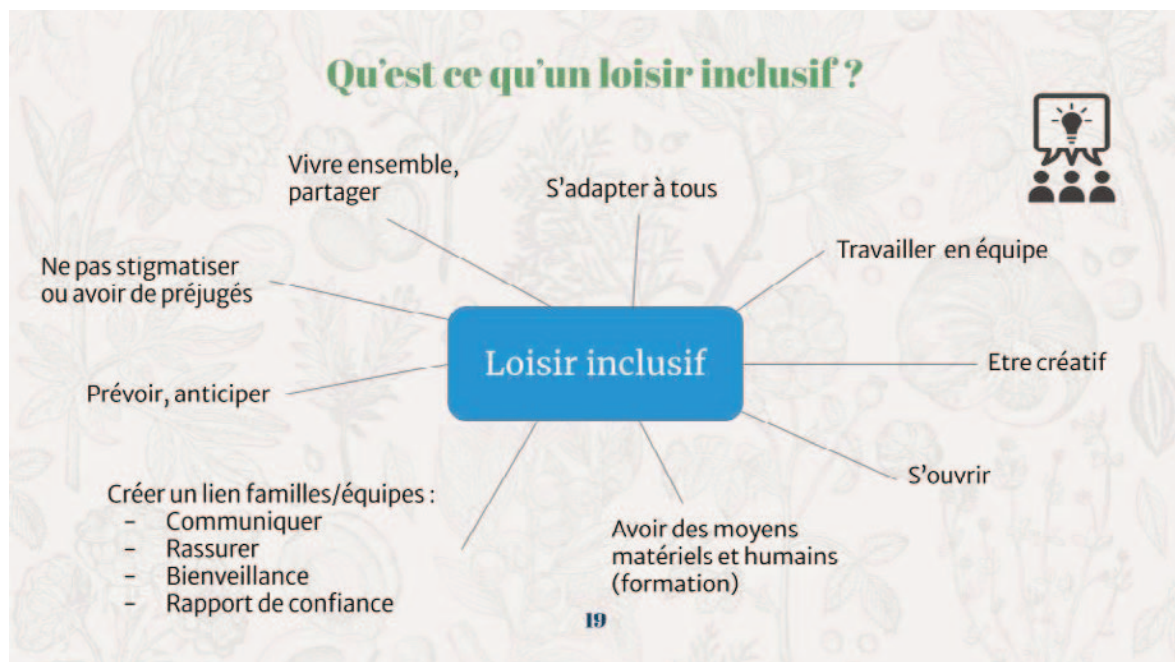 Qu'est ce qu'un loisir inclusif ?
Vivre ensemble,
partager
S'adapter à tous
Travailler en équipe
Ne pas stigmatiser
ou avoir de préjugés
Loisir inclusif
Etre créatif
Prévoir, anticiper
S'ouvrir
Créer un lien familles/équipes :
- Communiquer
- Rassurer
- Bienveillance
- Rapport de confiance
Avoir des moyens
matériels et humains
(formation)
19